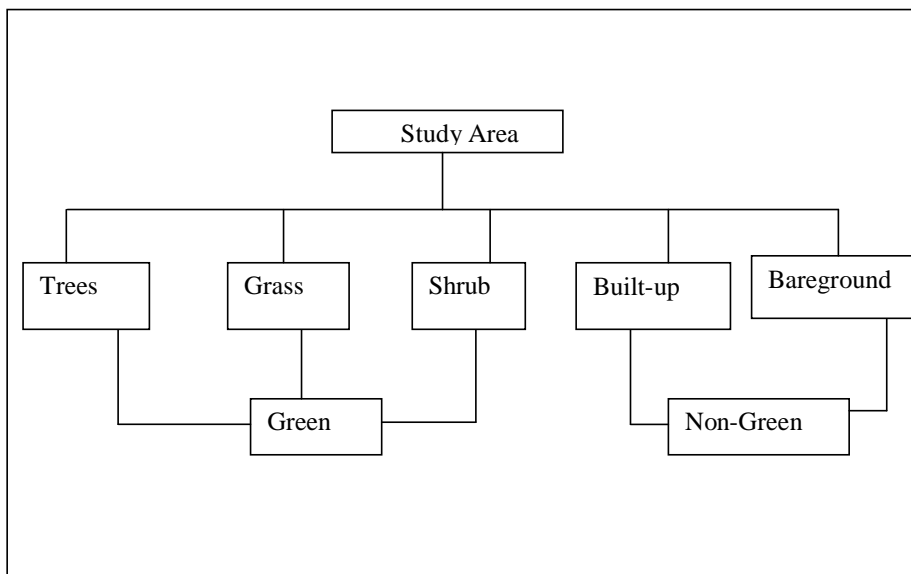 Study Area
Trees
Grass
Shrub
Built-up
Bareground
Green
Non-Green